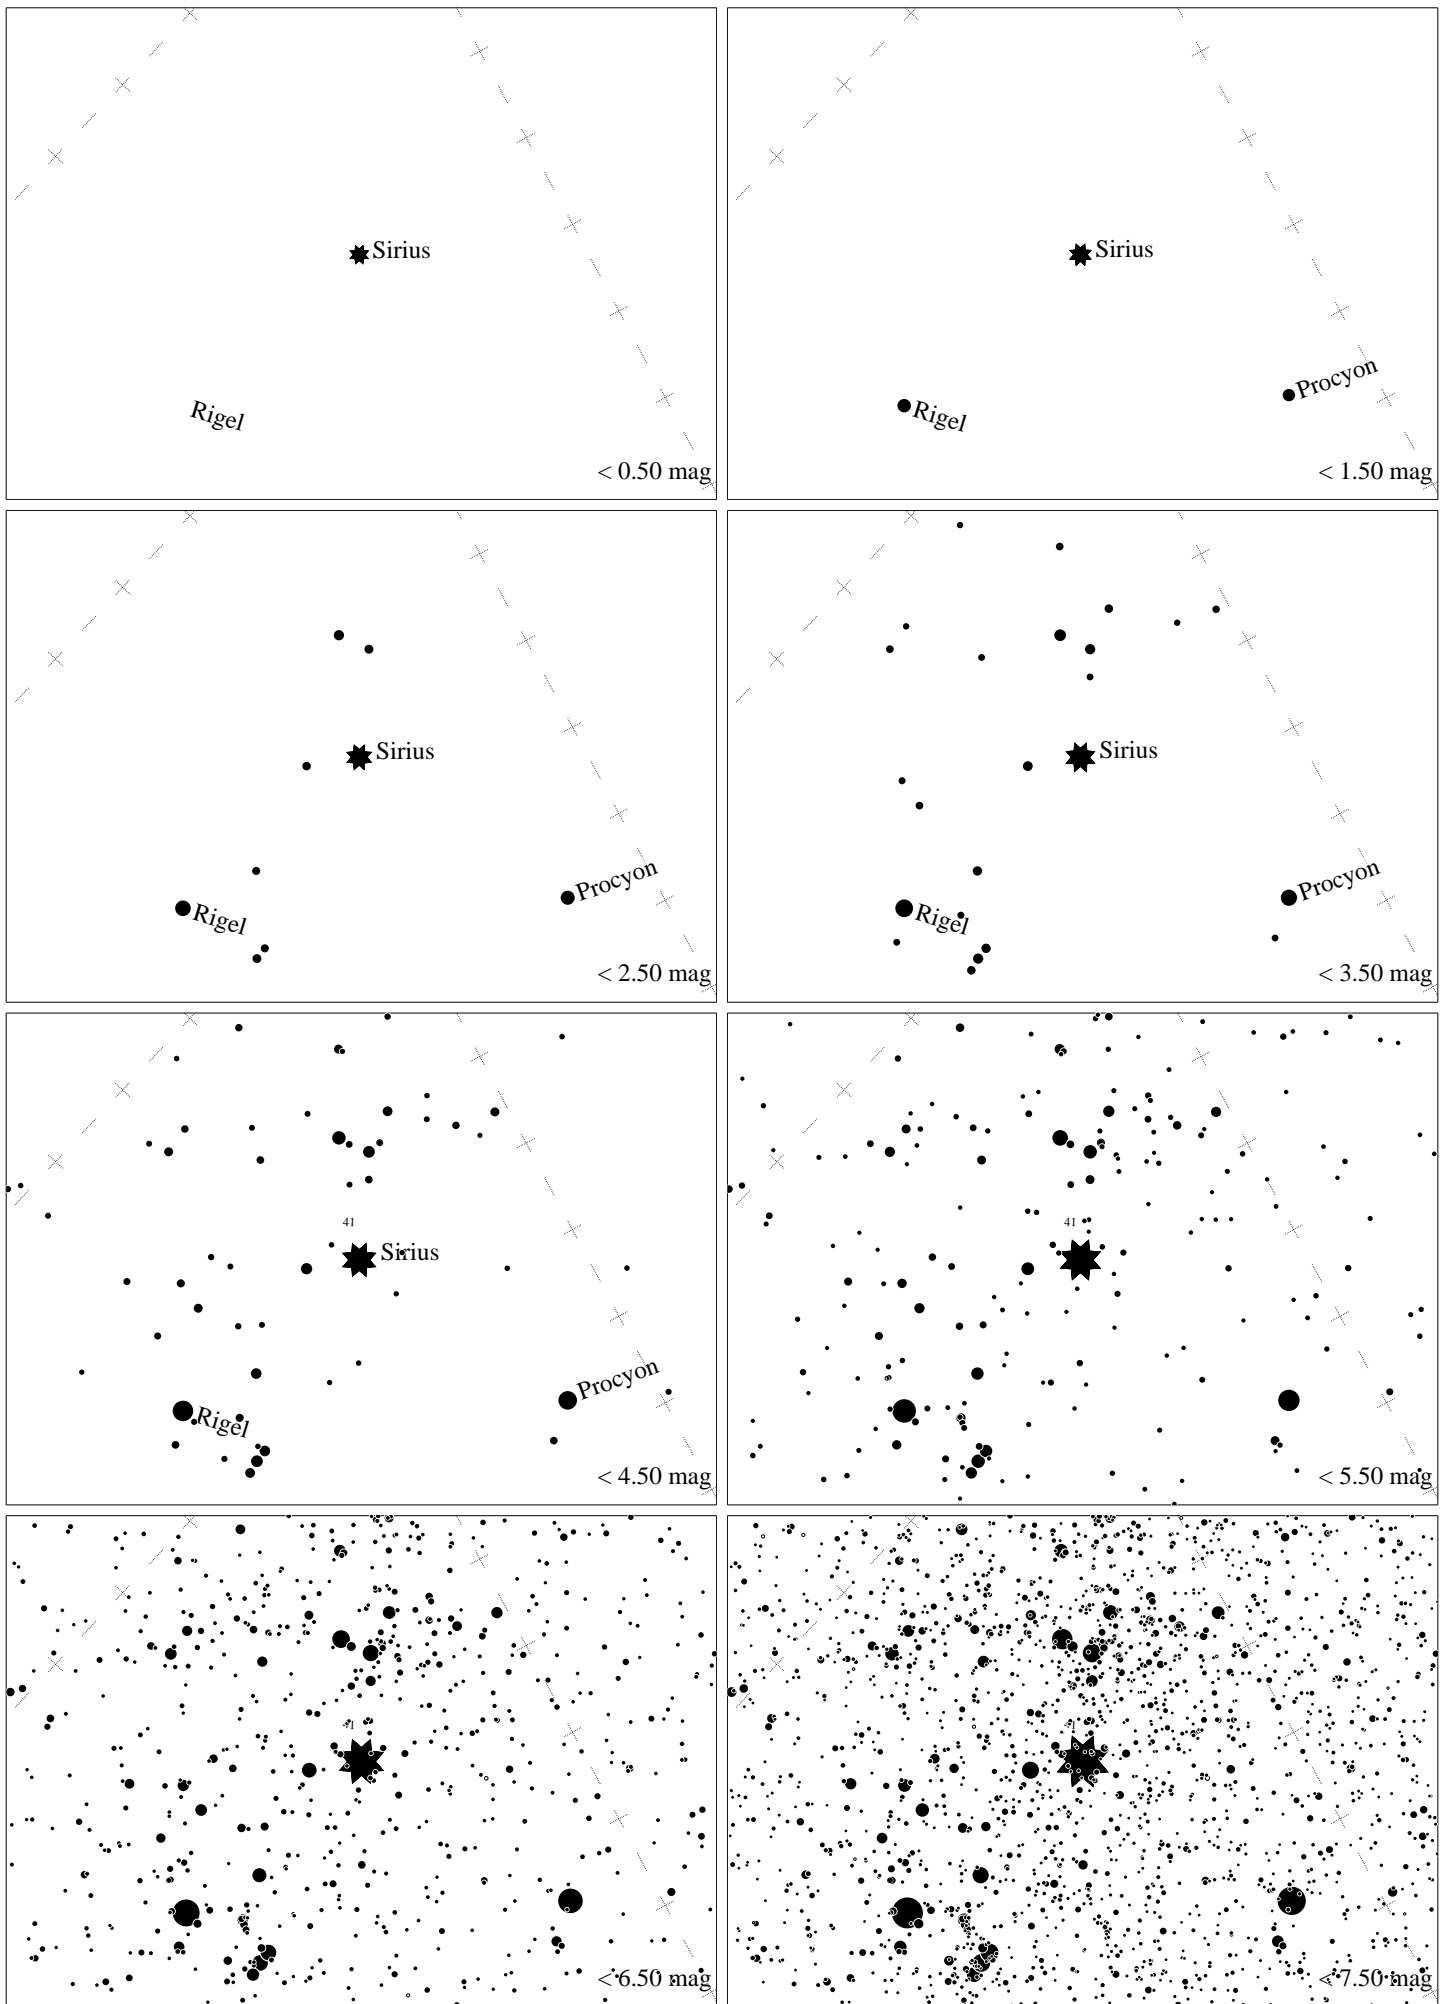 Sirius
Rigel
< 0.50 mag
Sirius
Procyon
Rigel
< 1.50 mag
Sirius
Procyon
Rigel
< 2.50 mag
Sirius
Procyon
Rigel
< 3.50 mag
41
Sirius
Procyon
Rigel
< 4.50 mag
41
< 5.50 mag
41
< 6.50 mag
41
< 7.50 mag